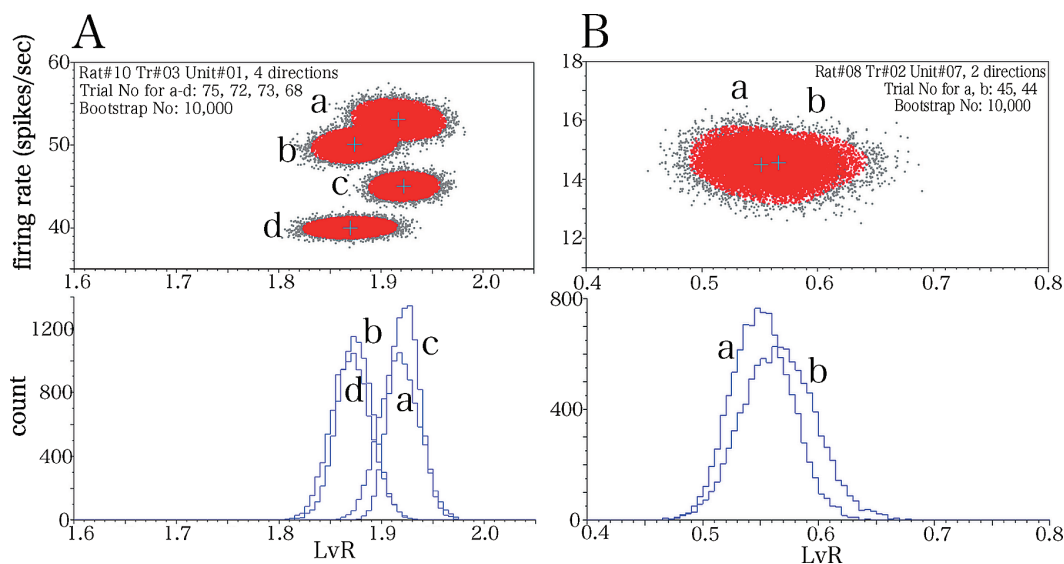 A
60
50
40
firing rate (spikes/sec)
Rat#10 Tr#03 Unit#01, 4 directions
Trial No for a-d: 75, 72, 73, 68
Bootstrap No: 10,000
a
b
c
d
1.6
1.7
1.8
1.9
2.0
1200
800
400
0
count
b
c
d
a
1.6
1.7
1.8
1.9
2.0
LvR
B
18
16
14
12
Rat#08 Tr#02 Unit#07, 2 directions
Trial No for a, b: 45, 44
Bootstrap No: 10,000
a
b
0.4
0.5
0.6
0.7
0.8
800
400
0
a
b
0.4
0.5
0.6
0.7
0.8
LvR